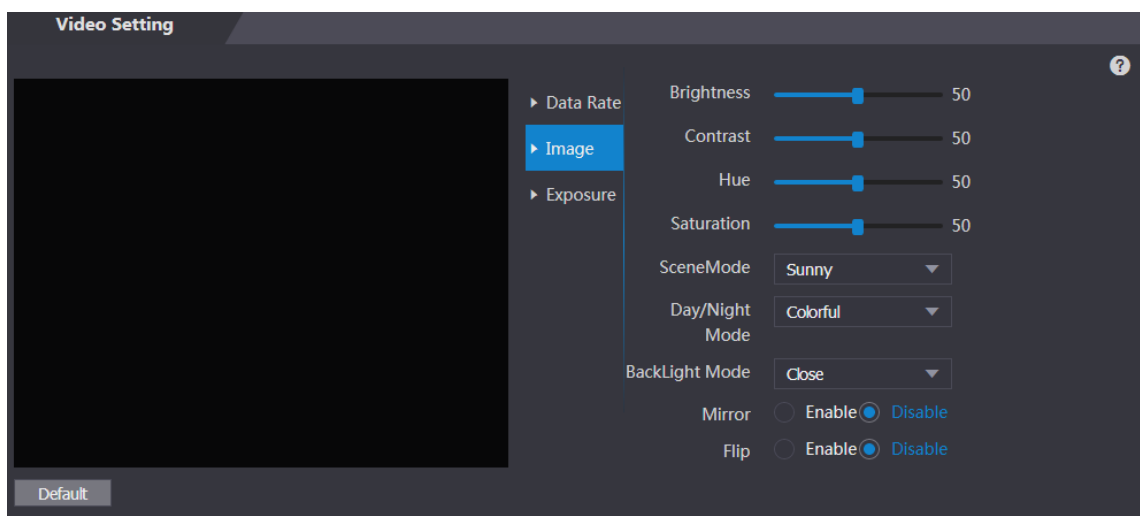 Video Setting
?
Data Rate
Image
Exposure
Brightness 50
Contrast 50
Hue 50
Saturation 50
SceneMode Sunny
Day/Night Mode Colorful
BackLight Mode Close
Mirror Enable Disable
Flip Enable Disable
Default